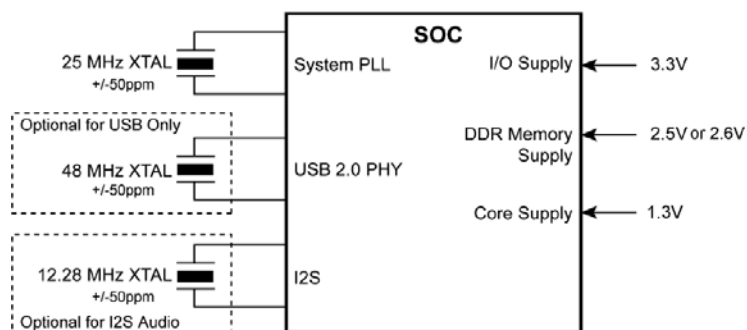 SOC
25 MHz XTAL
+/-50ppm
System PLL
I/O Supply
3.3V
Optional for USB Only
48 MHz XTAL
+/-50ppm
USB 2.0 PHY
DDR Memory
Supply
2.5V or 2.6V
Core Supply
1.3V
12.28 MHz XTAL
+/-50ppm
I2S
Optional for I2S Audio